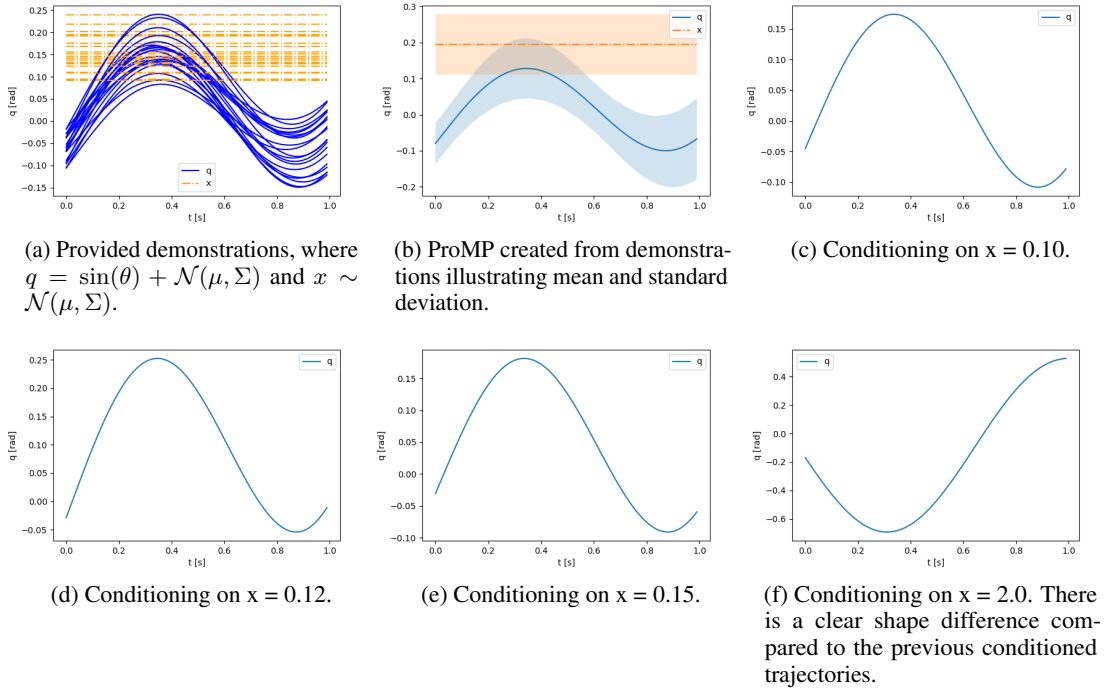 0.25
0.20
0.15
0.10
0.05
0.00
−0.05
−0.10
−0.15
q [rad]
q
x
0.0 0.2 0.4 0.6 0.8 1.0
t [s]
(a) Provided demonstrations, where
q = sin(θ) + N(μ, Σ) and x ∼
N(μ, Σ).
0.3
0.2
0.1
0.0
−0.1
−0.2
q [rad]
q
x
0.0 0.2 0.4 0.6 0.8 1.0
t [s]
(b) ProMP created from demonstra-
tions illustrating mean and standard
deviation.
q
0.15
0.10
0.05
0.00
−0.05
−0.10
q [rad]
0.0 0.2 0.4 0.6 0.8 1.0
t [s]
(c) Conditioning on x = 0.10.
q
0.25
0.20
0.15
0.10
0.05
0.00
−0.05
q [rad]
0.0 0.2 0.4 0.6 0.8 1.0
t [s]
(d) Conditioning on x = 0.12.
q
0.15
0.10
0.05
0.00
−0.05
−0.10
q [rad]
0.0 0.2 0.4 0.6 0.8 1.0
t [s]
(e) Conditioning on x = 0.15.
q
0.4
0.2
0.0
−0.2
−0.4
−0.6
q [rad]
0.0 0.2 0.4 0.6 0.8 1.0
t [s]
(f) Conditioning on x = 2.0. There
is a clear shape difference com-
pared to the previous conditioned
trajectories.